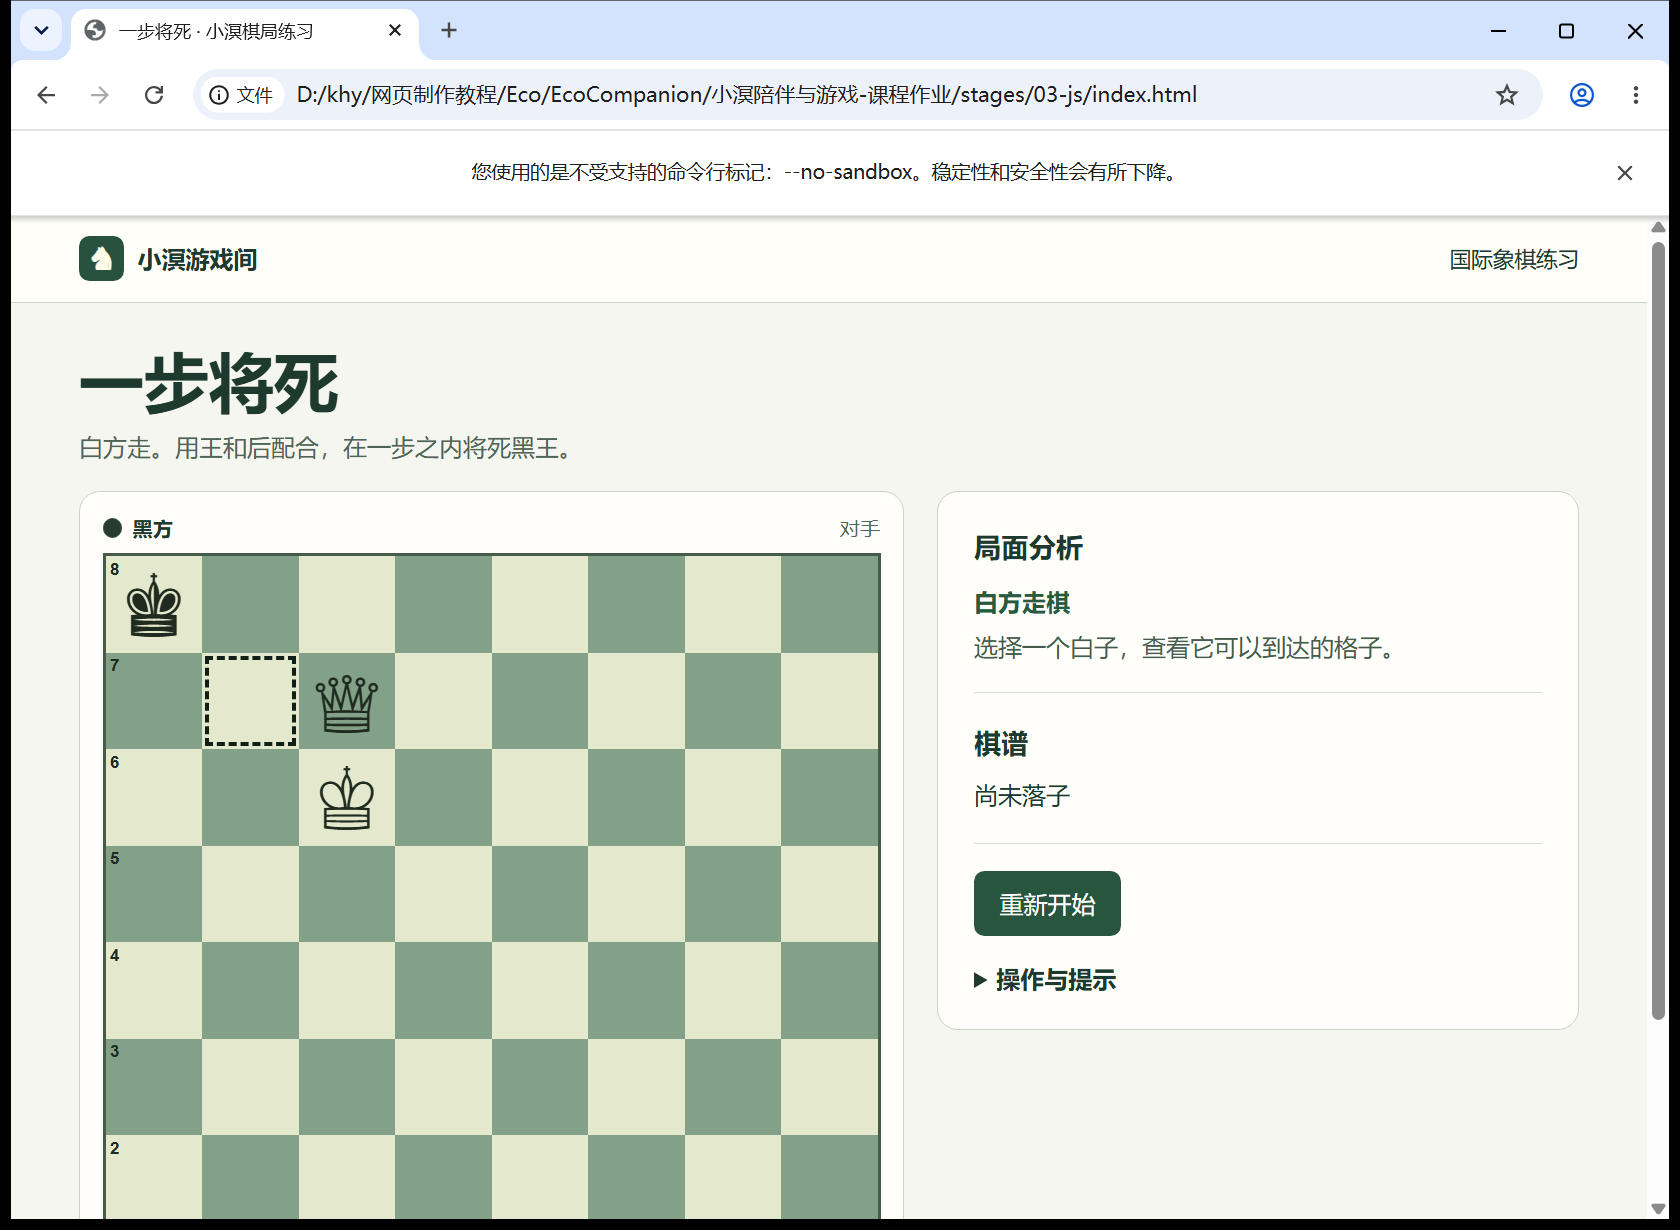 一步将死 · 小溟棋局练习
文件
D:/khy/网页制作教程/Eco/EcoCompanion/小溟陪伴与游戏-课程作业/stages/03-js/index.html
您使用的是不受支持的命令行标记：--no-sandbox。稳定性和安全性会有所下降。
小溟游戏间
国际象棋练习
一步将死
白方走。用王和后配合，在一步之内将死黑王。
黑方
对手
8
7
6
5
4
3
2
局面分析
白方走棋
选择一个白子，查看它可以到达的格子。
棋谱
尚未落子
重新开始
操作与提示